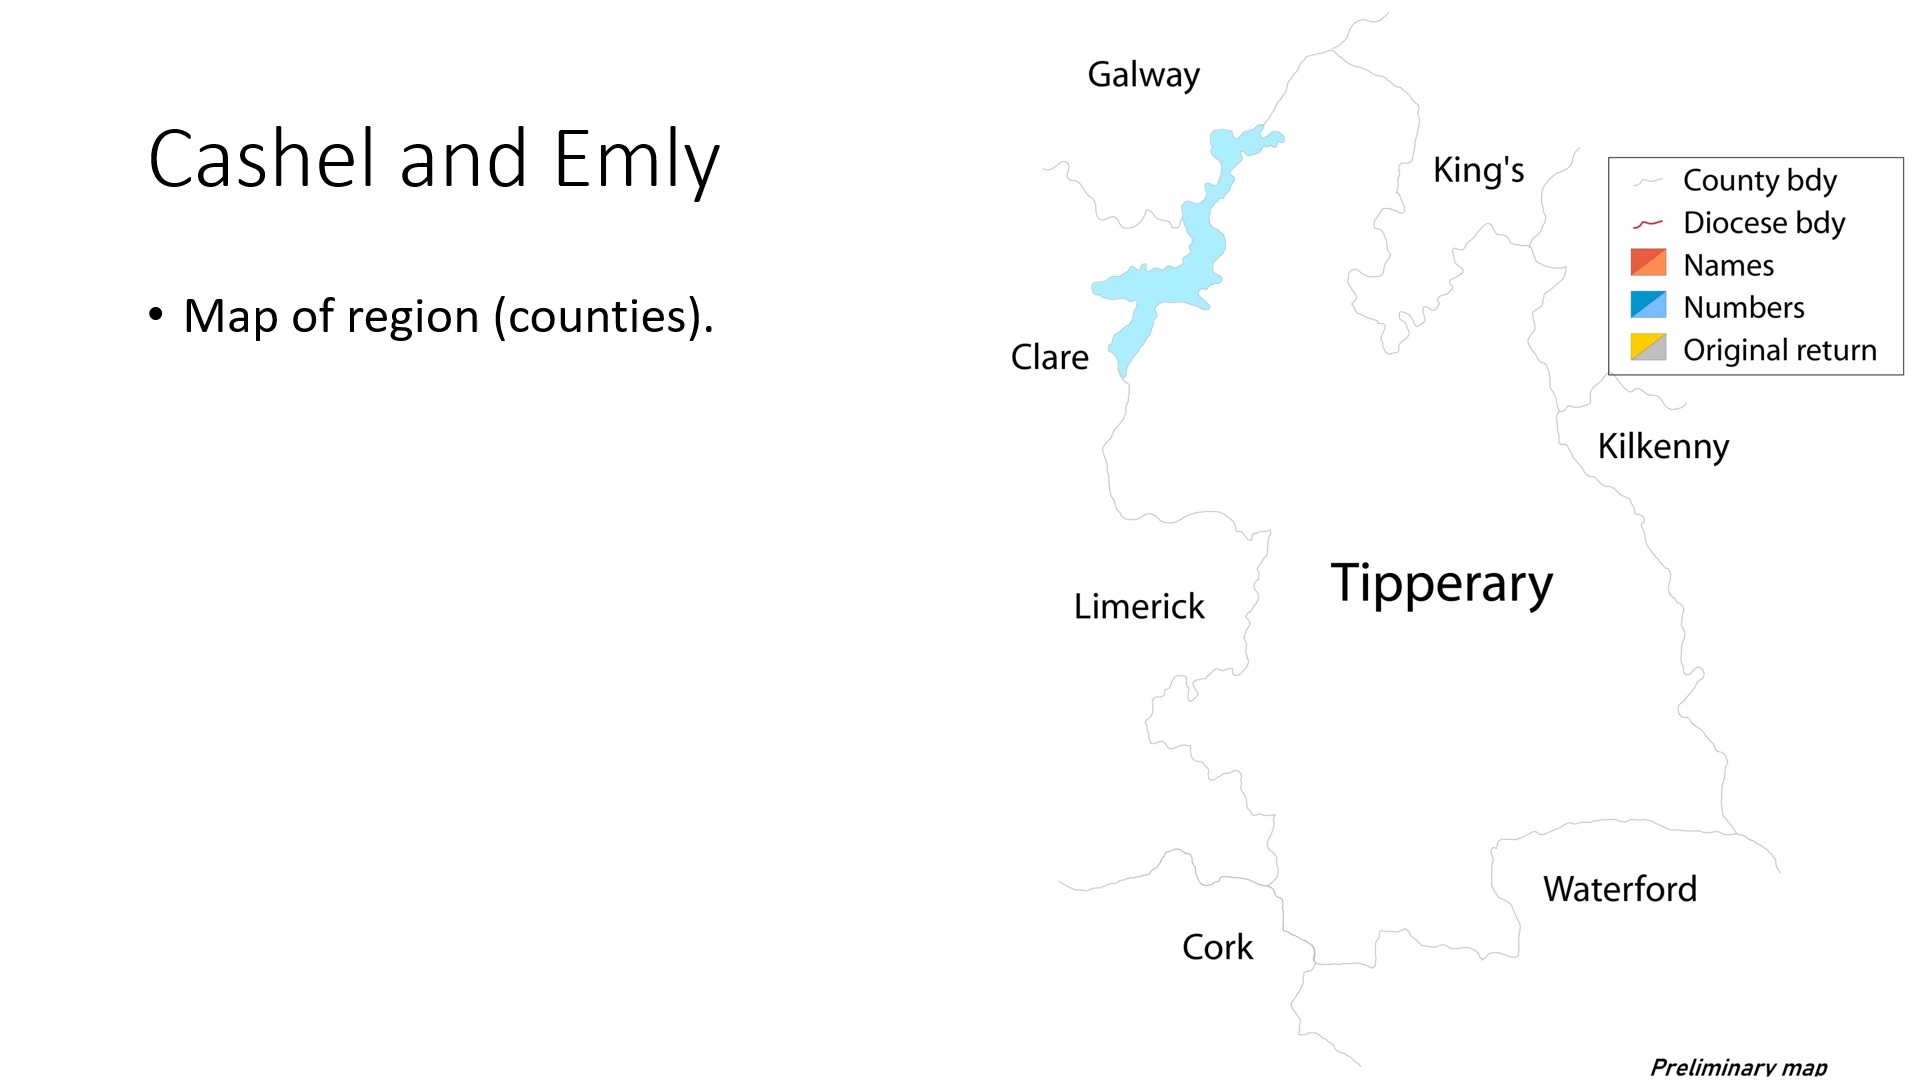 Cashel and Emly
• Map of region (counties).
Galway
King's
County bdy
Diocese bdy
Names
Numbers
Original return
Clare
Kilkenny
Tipperary
Limerick
Waterford
Cork
Preliminary map